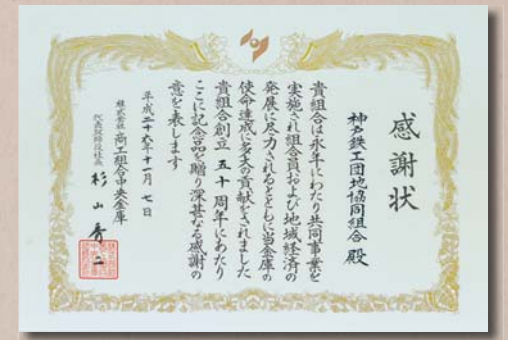 感謝状
神戸鉄工団地協同組合 殿
貴組合は永年にわたり共同事業を
実施され組合員および地域経済の
発展に尽力されるとともに当金庫の
使命達成に多大の貢献をされました
貴組合創立 五十周年にわたり
ここに記念品を贈り深甚なる感謝の
意を表します
平成二十六年十一月 七日
株式会社 商工組合中央金庫
代表取締役社長 杉山秀二